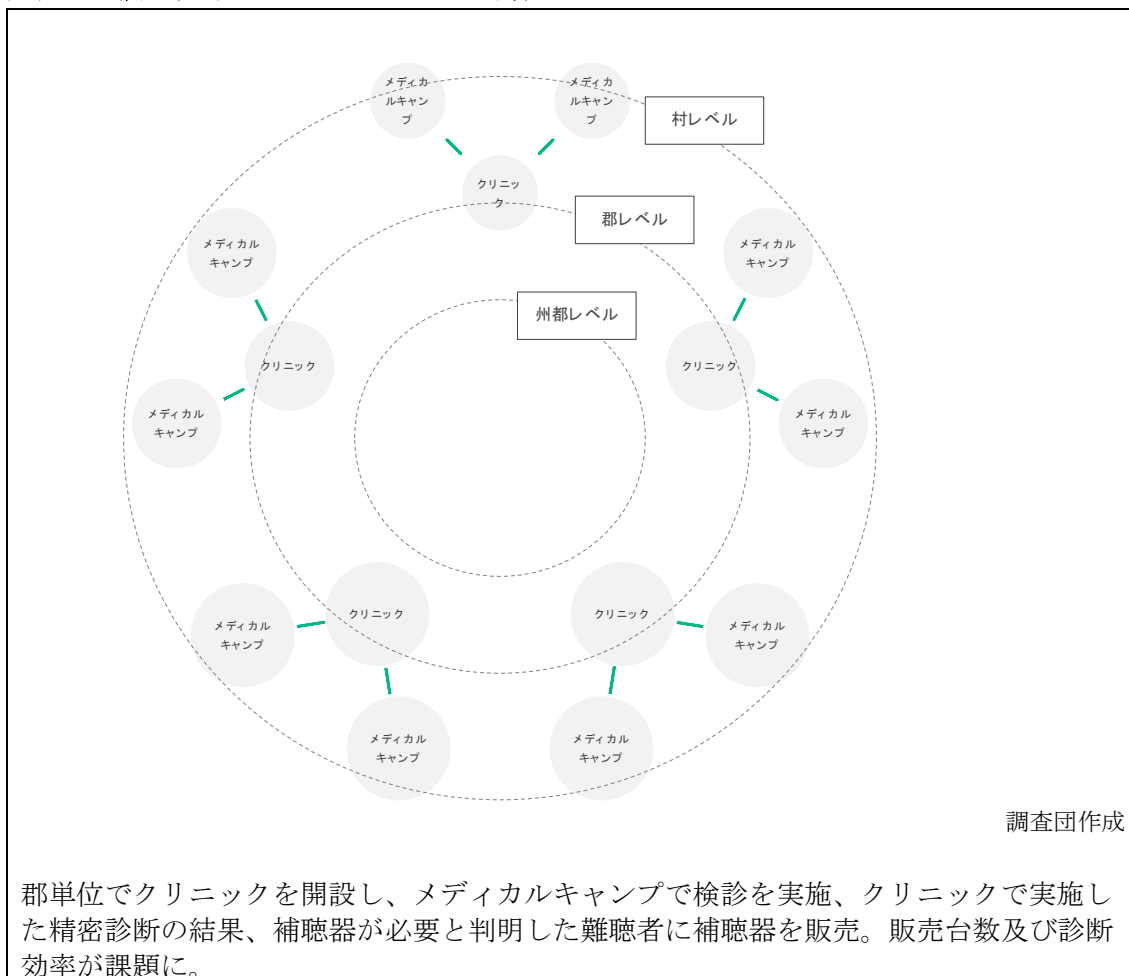 メディカ
ルキャン
プ
メディカ
ルキャン
プ
村レベル
クリニッ
ク
郡レベル
メディカル
キャンプ
メディカル
キャンプ
州都レベル
クリニック
クリニック
メディカル
キャンプ
メディカル
キャンプ
クリニック
クリニック
メディカル
キャンプ
メディカル
キャンプ
メディカル
キャンプ
メディカル
キャンプ
調査団作成
郡単位でクリニックを開設し、メディカルキャンプで検診を実施、クリニックで実施し
た精密診断の結果、補聴器が必要と判明した難聴者に補聴器を販売。販売台数及び診断
効率が課題に。